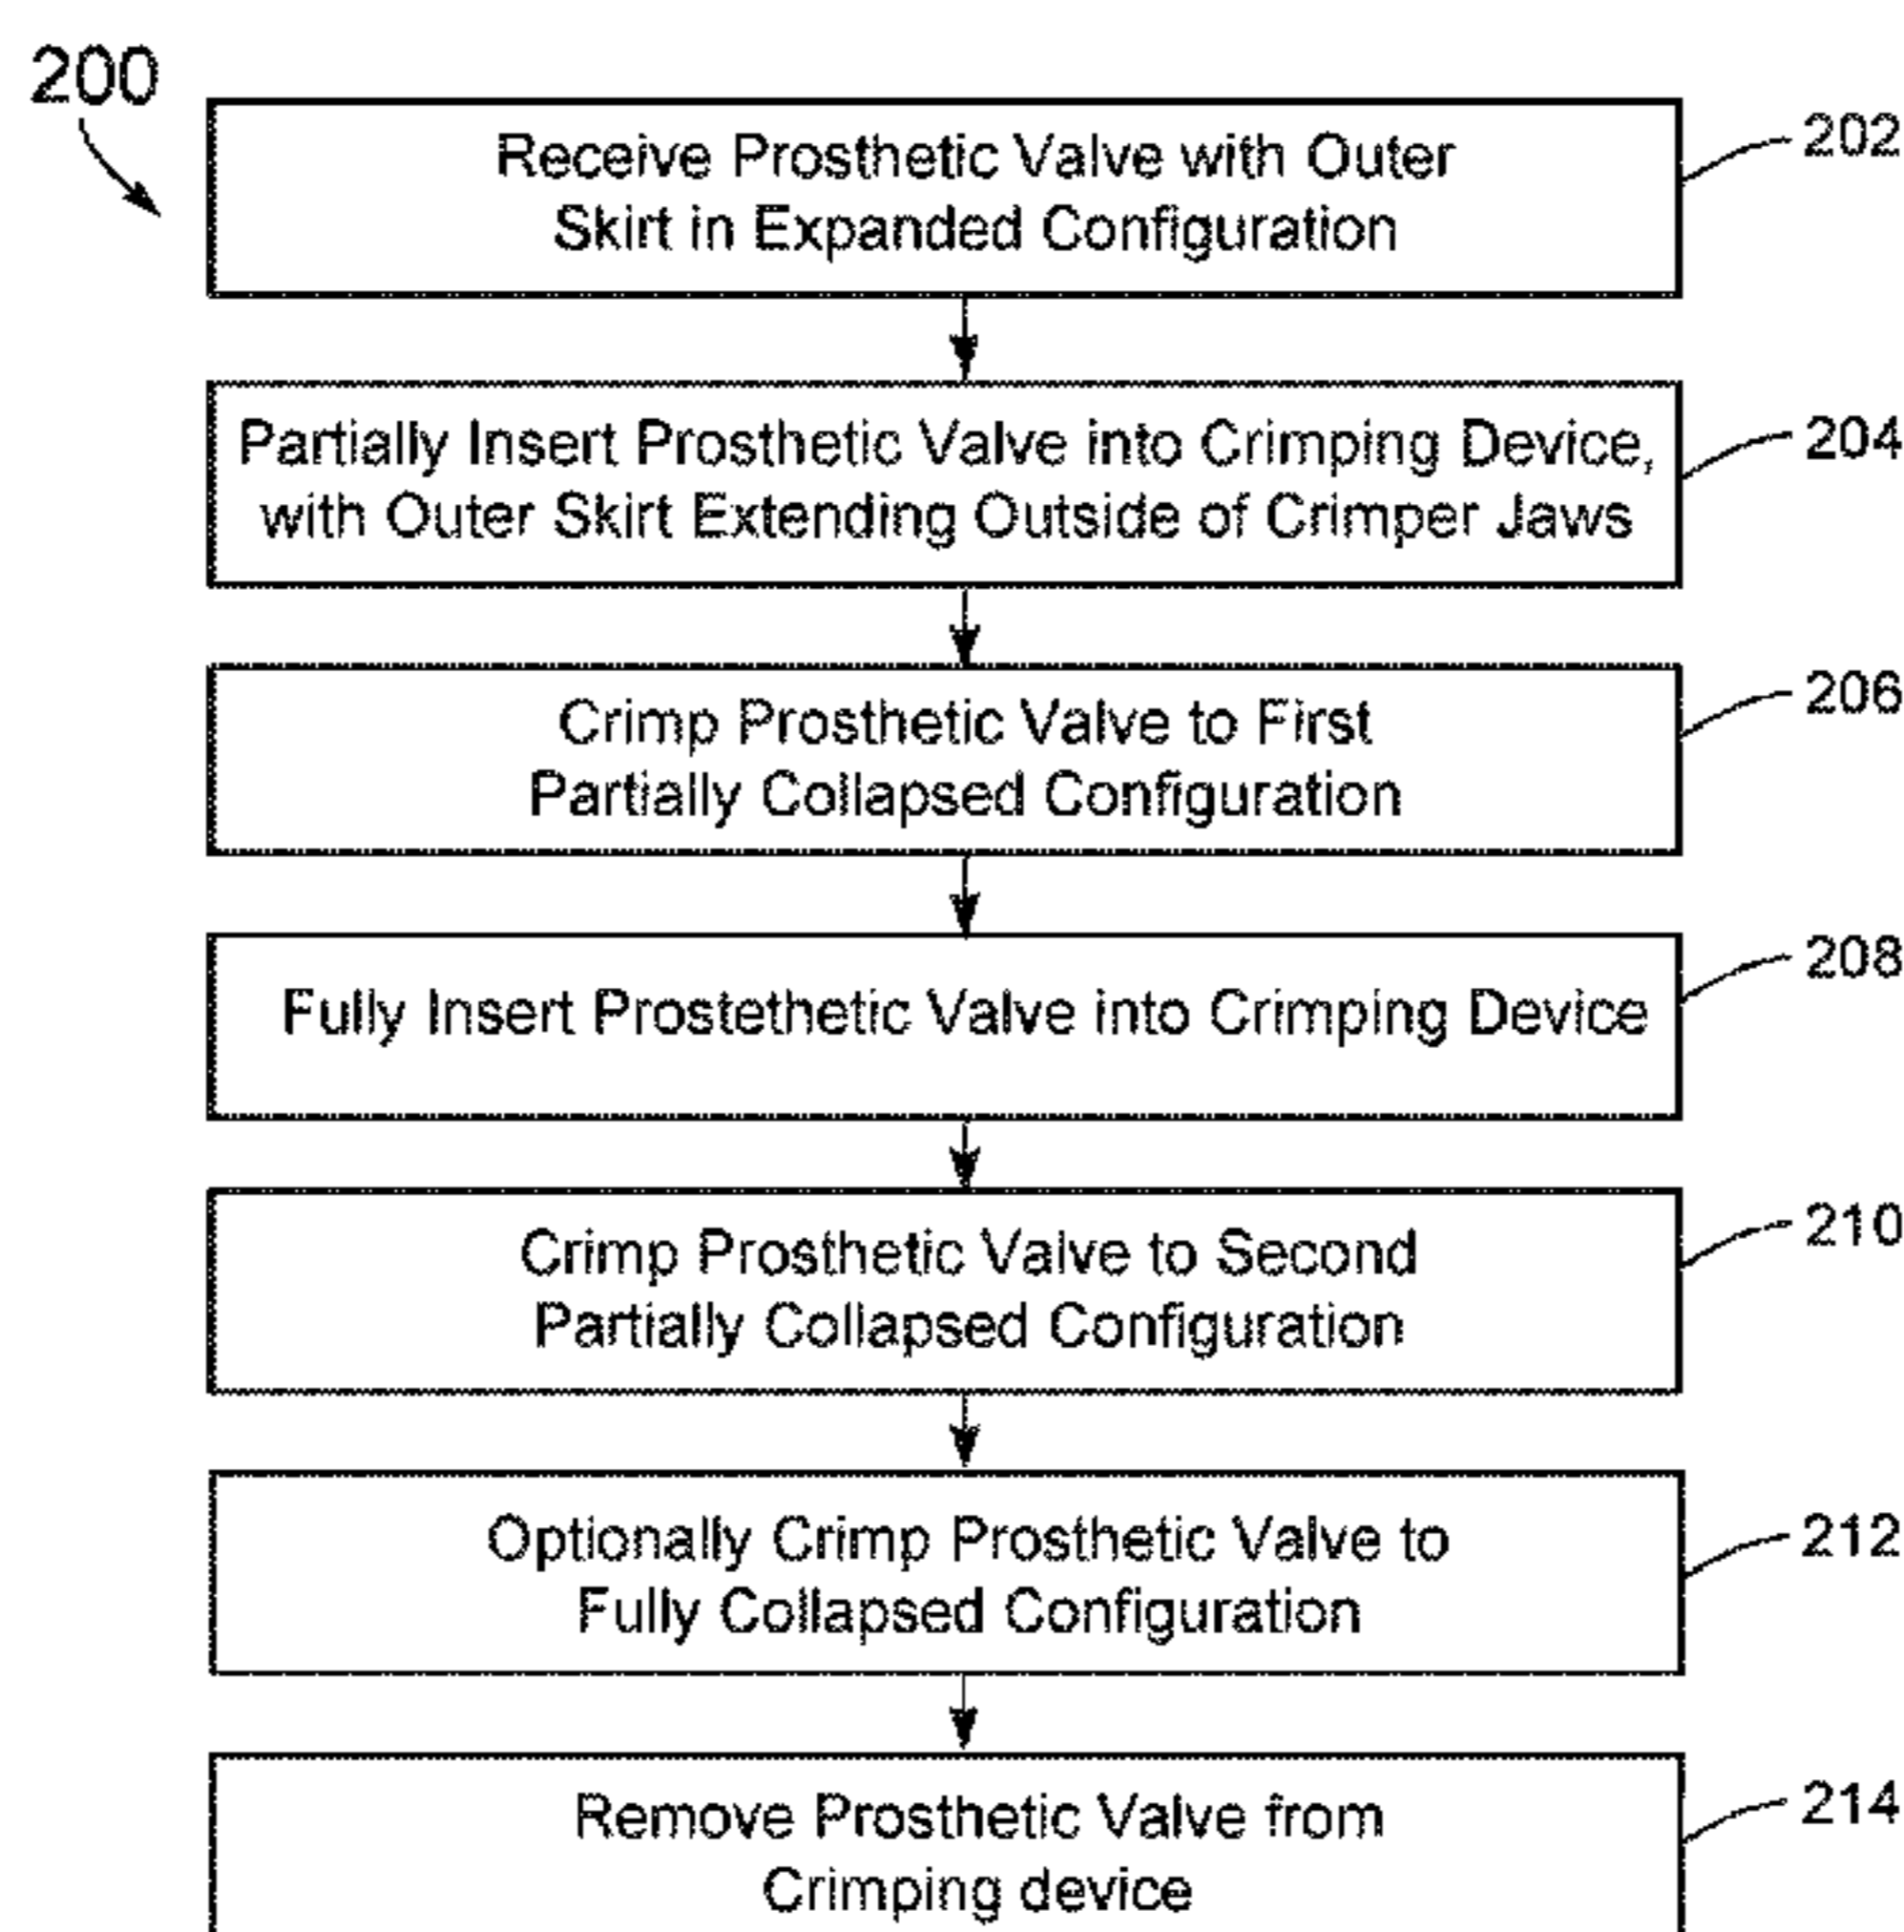 200
Receive Prosthetic Valve with Outer
Skirt in Expanded Configuration
202
Partially Insert Prosthetic Valve into Crimping Device,
with Outer Skirt Extending Outside of Crimper Jaws
204
Crimp Prosthetic Valve to First
Partially Collapsed Configuration
206
Fully Insert Prostethetic Valve into Crimping Device
208
Crimp Prosthetic Valve to Second
Partially Collapsed Configuration
210
Optionally Crimp Prosthetic Valve to
Fully Collapsed Configuration
212
Remove Prosthetic Valve from
Crimping device
214